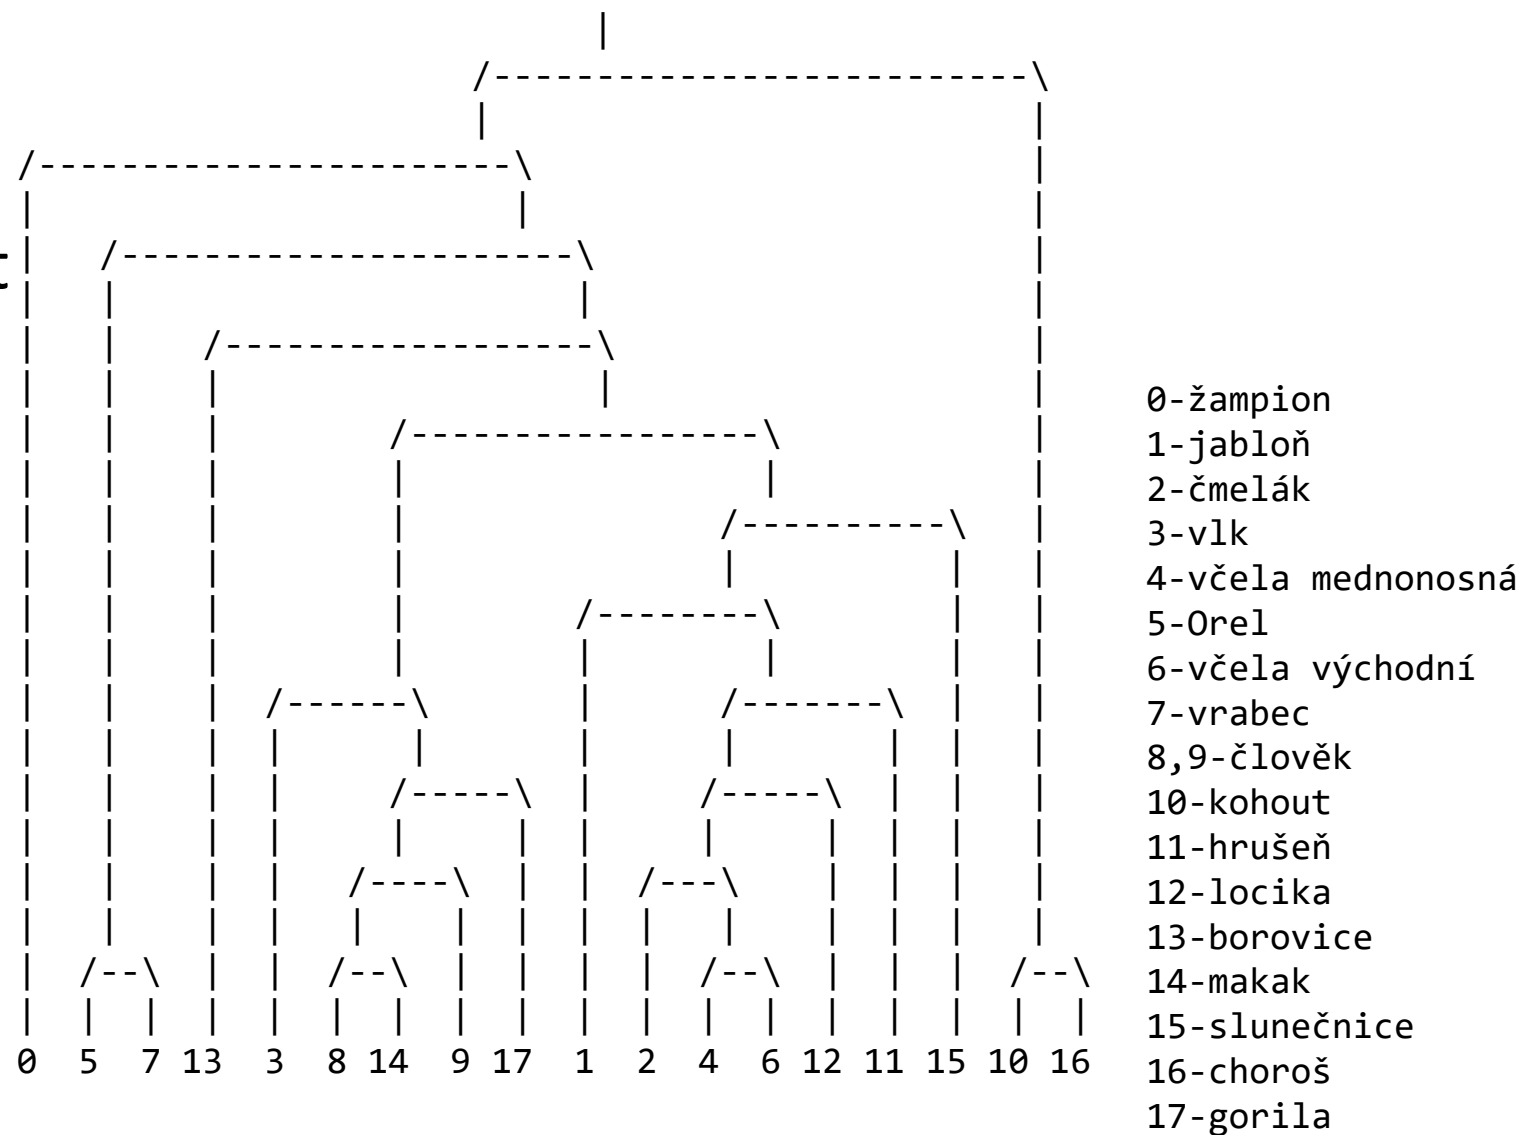 t
0 5 7 13 3 8 14 9 17 1 2 4 6 12 11 15 10 16
0-žampion
1-jabloň
2-čmelák
3-vlk
4-včela mednonosná
5-Orel
6-včela východní
7-vrabec
8,9-člověk
10-kohout
11-hrušeň
12-locika
13-borovice
14-makak
15-slunečnice
16-choroš
17-gorila